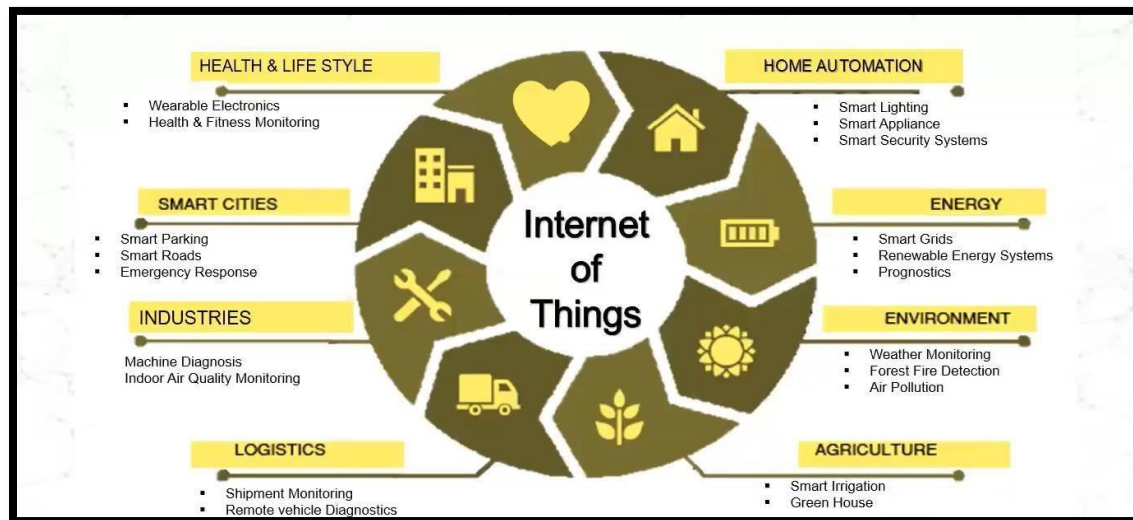 HEALTH & LIFE STYLE
▪ Wearable Electronics
▪ Health & Fitness Monitoring
SMART CITIES
▪ Smart Parking
▪ Smart Roads
▪ Emergency Response
INDUSTRIES
Machine Diagnosis
Indoor Air Quality Monitoring
LOGISTICS
▪ Shipment Monitoring
▪ Remote vehicle Diagnostics
Internet
of
Things
HOME AUTOMATION
▪ Smart Lighting
▪ Smart Appliance
▪ Smart Security Systems
ENERGY
▪ Smart Grids
▪ Renewable Energy Systems
▪ Prognostics
ENVIRONMENT
▪ Weather Monitoring
▪ Forest Fire Detection
▪ Air Pollution
AGRICULTURE
▪ Smart Irrigation
▪ Green House